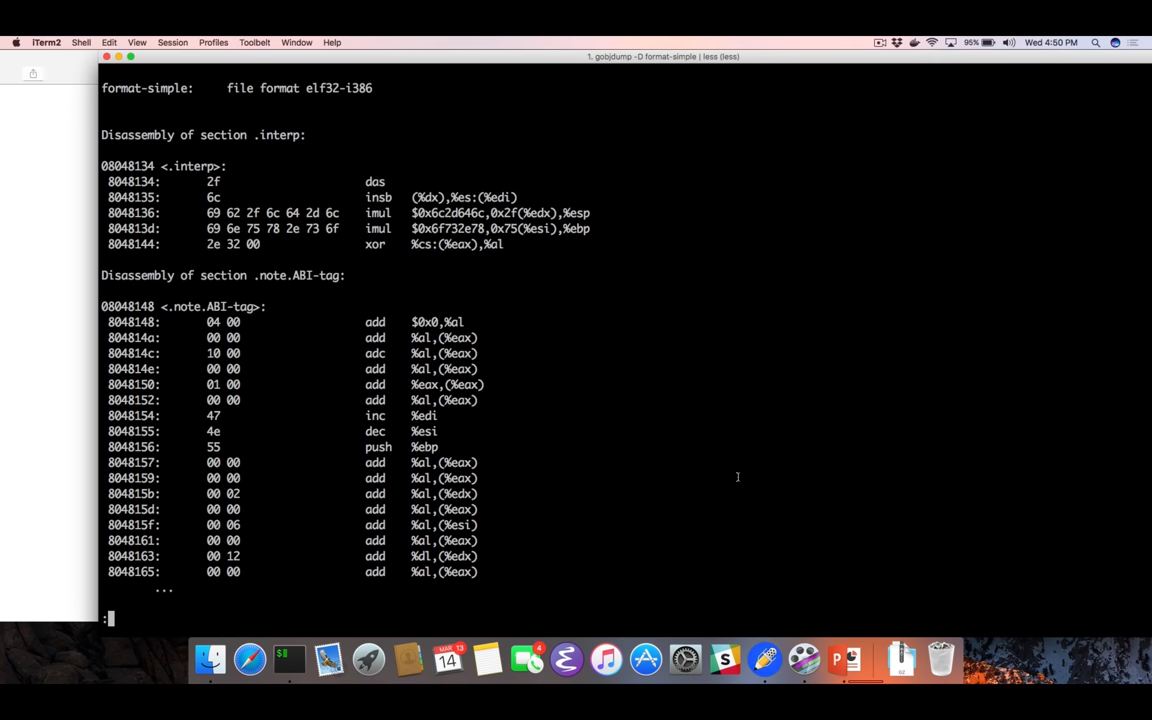 iTerm2 Shell Edit View Session Profiles Toolbelt Window Help 95% Wed 4:50 PM
1. gobjdump -D format-simple | less (less)
format-simple:     file format elf32-i386
Disassembly of section .interp:
08048134 <.interp>:
8048134: 2f das
8048135: 6c insb (%dx),%es:(%edi)
8048136: 69 62 2f 6c 64 2d 6c imul $0x6c2d646c,0x2f(%edx),%esp
804813d: 69 6e 75 78 2e 73 6f imul $0x6f732e78,0x75(%esi),%ebp
8048144: 2e 32 00 xor %cs:(%eax),%al
Disassembly of section .note.ABI-tag:
08048148 <.note.ABI-tag>:
8048148: 04 00 add $0x0,%al
804814a: 00 00 add %al,(%eax)
804814c: 10 00 adc %al,(%eax)
804814e: 00 00 add %al,(%eax)
8048150: 01 00 add %eax,(%eax)
8048152: 00 00 add %al,(%eax)
8048154: 47 inc %edi
8048155: 4e dec %esi
8048156: 55 push %ebp
8048157: 00 00 add %al,(%eax)
8048159: 00 00 add %al,(%eax)
804815b: 00 02 add %al,(%edx)
804815d: 00 00 add %al,(%eax)
804815f: 00 06 add %al,(%esi)
8048161: 00 00 add %al,(%eax)
8048163: 00 12 add %dl,(%edx)
8048165: 00 00 add %al,(%eax)
...
:
$
MAR 13
14
4
P